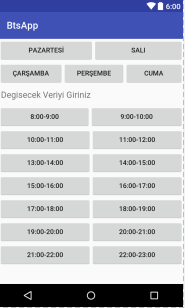 6:00
BtsApp
PAZARTESİ SALI
ÇARŞAMBA PERŞEMBE CUMA
Degisecek Veriyi Giriniz
8:00-9:00 9:00-10:00
10:00-11:00 11:00-12:00
13:00-14:00 14:00-15:00
15:00-16:00 16:00-17:00
17:00-18:00 18:00-19:00
19:00-20:00 20:00-21:00
21:00-22:00 22:00-23:00